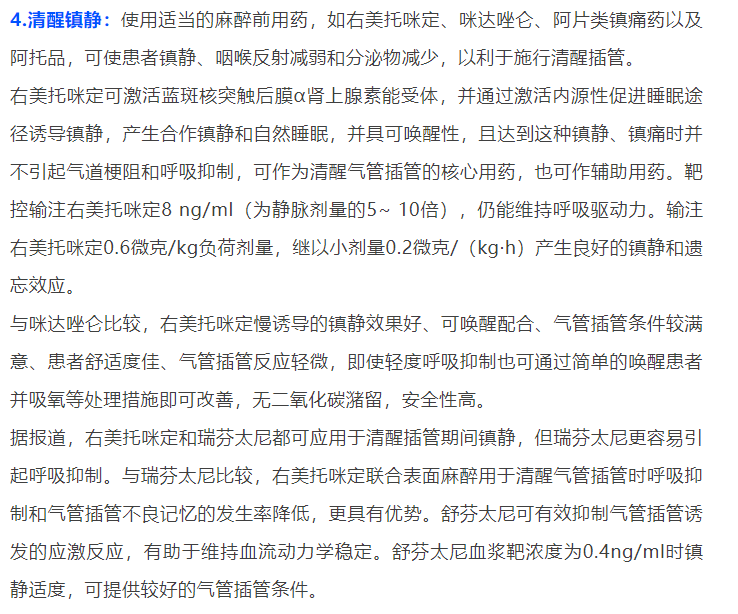 4.清醒镇静：使用适当的麻醉前用药，如右美托咪定、咪达唑仑、阿片类镇痛药以及
阿托品，可使患者镇静、咽喉反射减弱和分泌物减少，以利于施行清醒插管。
右美托咪定可激活蓝斑核突触后膜α肾上腺素能受体，并通过激活内源性促进睡眠途
径诱导镇静，产生合作镇静和自然睡眠，并具可唤醒性，且达到这种镇静、镇痛时并
不引起气道梗阻和呼吸抑制，可作为清醒气管插管的核心用药，也可作辅助用药。靶
控输注右美托咪定8 ng/ml（为静脉剂量的5~ 10倍），仍能维持呼吸驱动力。输注
右美托咪定0.6微克/kg负荷剂量，继以小剂量0.2微克/（kg·h）产生良好的镇静和遗
忘效应。
与咪达唑仑比较，右美托咪定慢诱导的镇静效果好、可唤醒配合、气管插管条件较满
意、患者舒适度佳、气管插管反应轻微，即使轻度呼吸抑制也可通过简单的唤醒患者
并吸氧等处理措施即可改善，无二氧化碳潴留，安全性高。
据报道，右美托咪定和瑞芬太尼都可应用于清醒插管期间镇静，但瑞芬太尼更容易引
起呼吸抑制。与瑞芬太尼比较，右美托咪定联合表面麻醉用于清醒气管插管时呼吸抑
制和气管插管不良记忆的发生率降低，更具有优势。舒芬太尼可有效抑制气管插管诱
发的应激反应，有助于维持血流动力学稳定。舒芬太尼血浆靶浓度为0.4ng/ml时镇
静适度，可提供较好的气管插管条件。